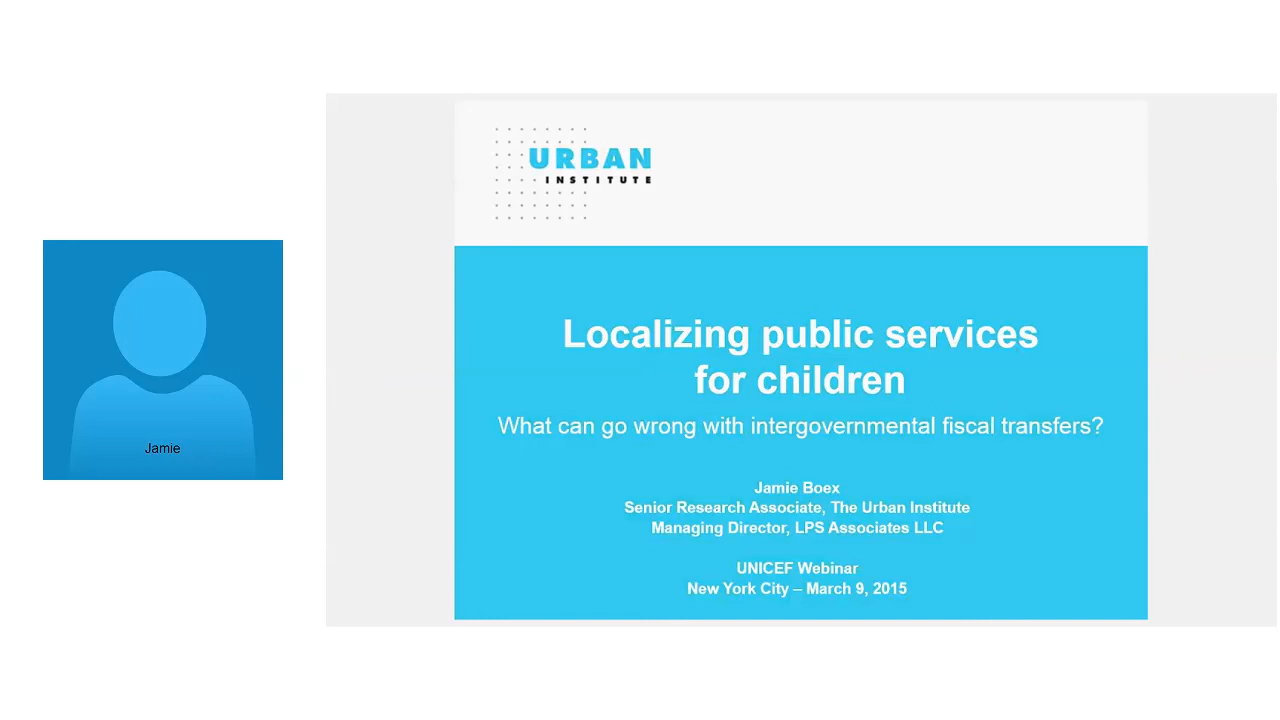 URBAN
INSTITUTE
Localizing public services
for children
What can go wrong with intergovernmental fiscal transfers?
Jamie Boex
Senior Research Associate, The Urban Institute
Managing Director, LPS Associates LLC
UNICEF Webinar
New York City – March 9, 2015
Jamie